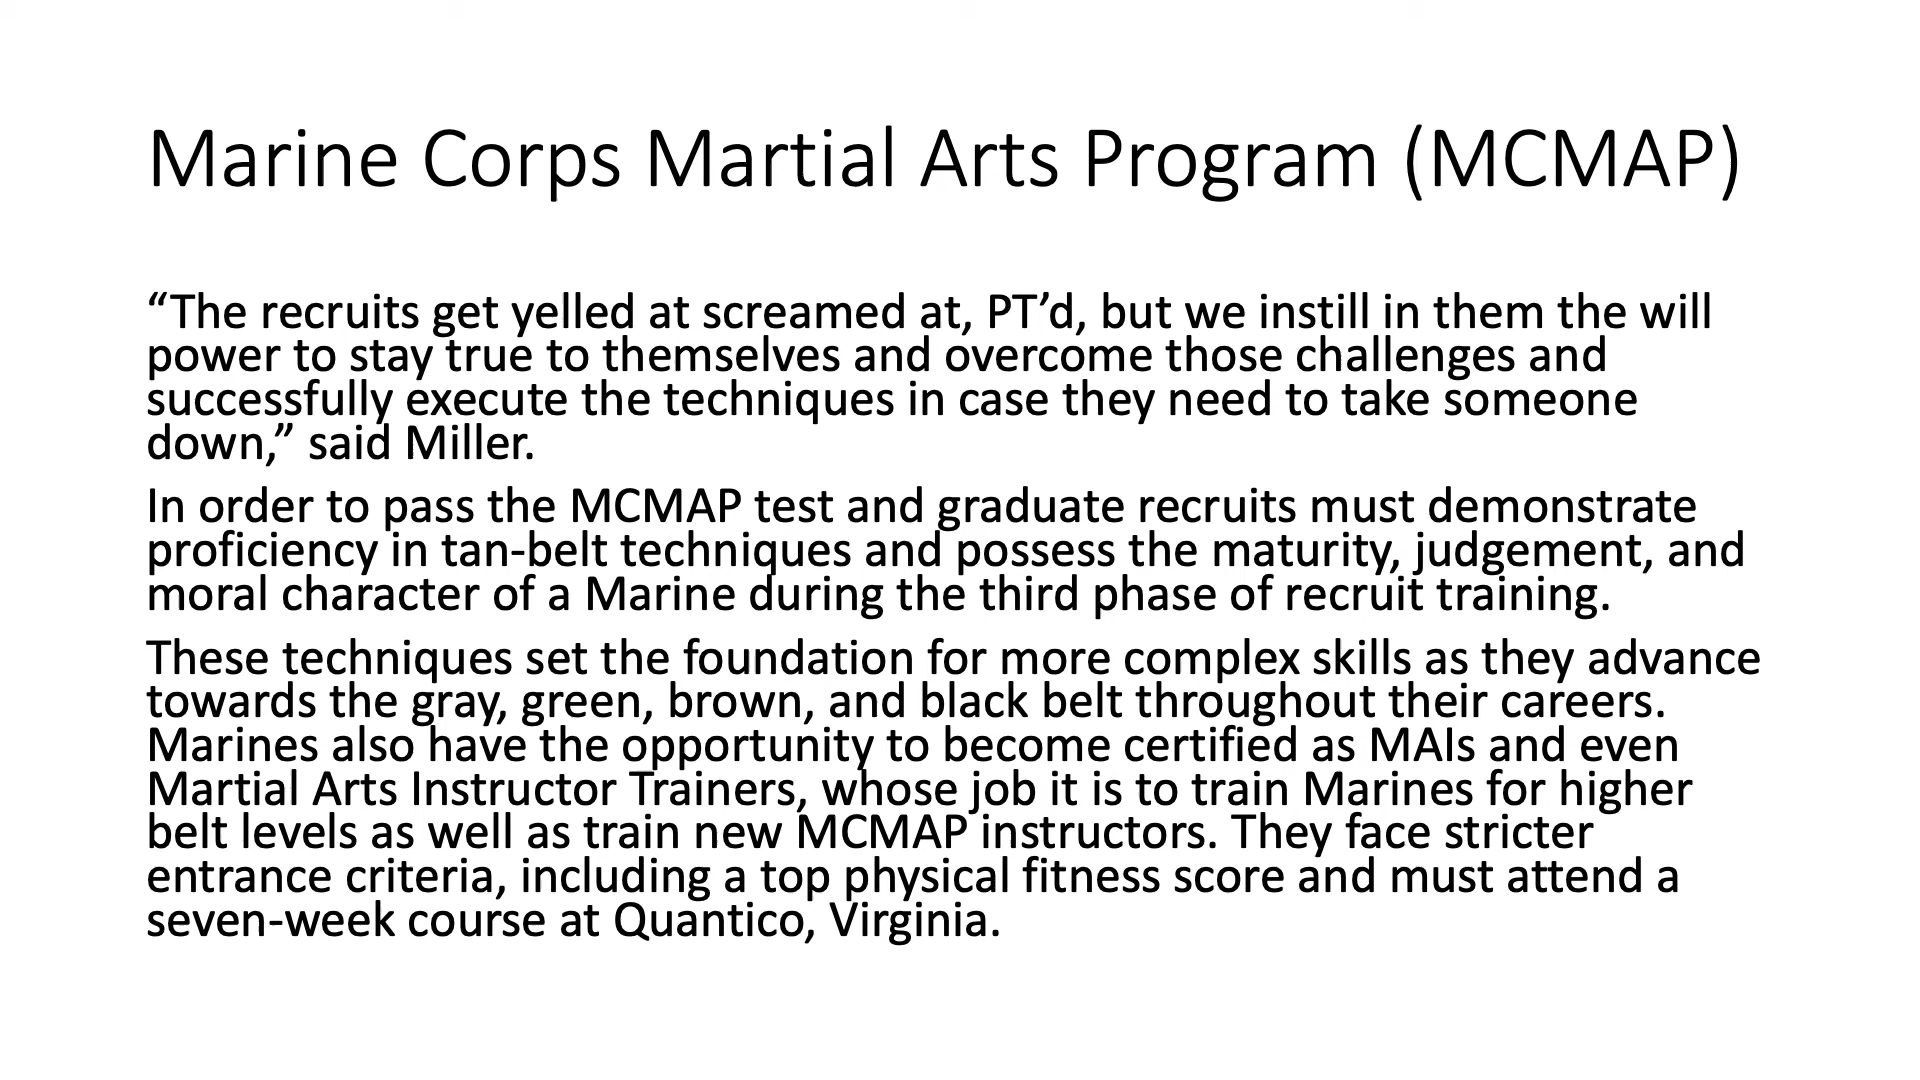 Marine Corps Martial Arts Program (MCMAP)
“The recruits get yelled at screamed at, PT’d, but we instill in them the will
power to stay true to themselves and overcome those challenges and
successfully execute the techniques in case they need to take someone
down,” said Miller.
In order to pass the MCMAP test and graduate recruits must demonstrate
proficiency in tan-belt techniques and possess the maturity, judgement, and
moral character of a Marine during the third phase of recruit training.
These techniques set the foundation for more complex skills as they advance
towards the gray, green, brown, and black belt throughout their careers.
Marines also have the opportunity to become certified as MAIs and even
Martial Arts Instructor Trainers, whose job it is to train Marines for higher
belt levels as well as train new MCMAP instructors. They face stricter
entrance criteria, including a top physical fitness score and must attend a
seven-week course at Quantico, Virginia.